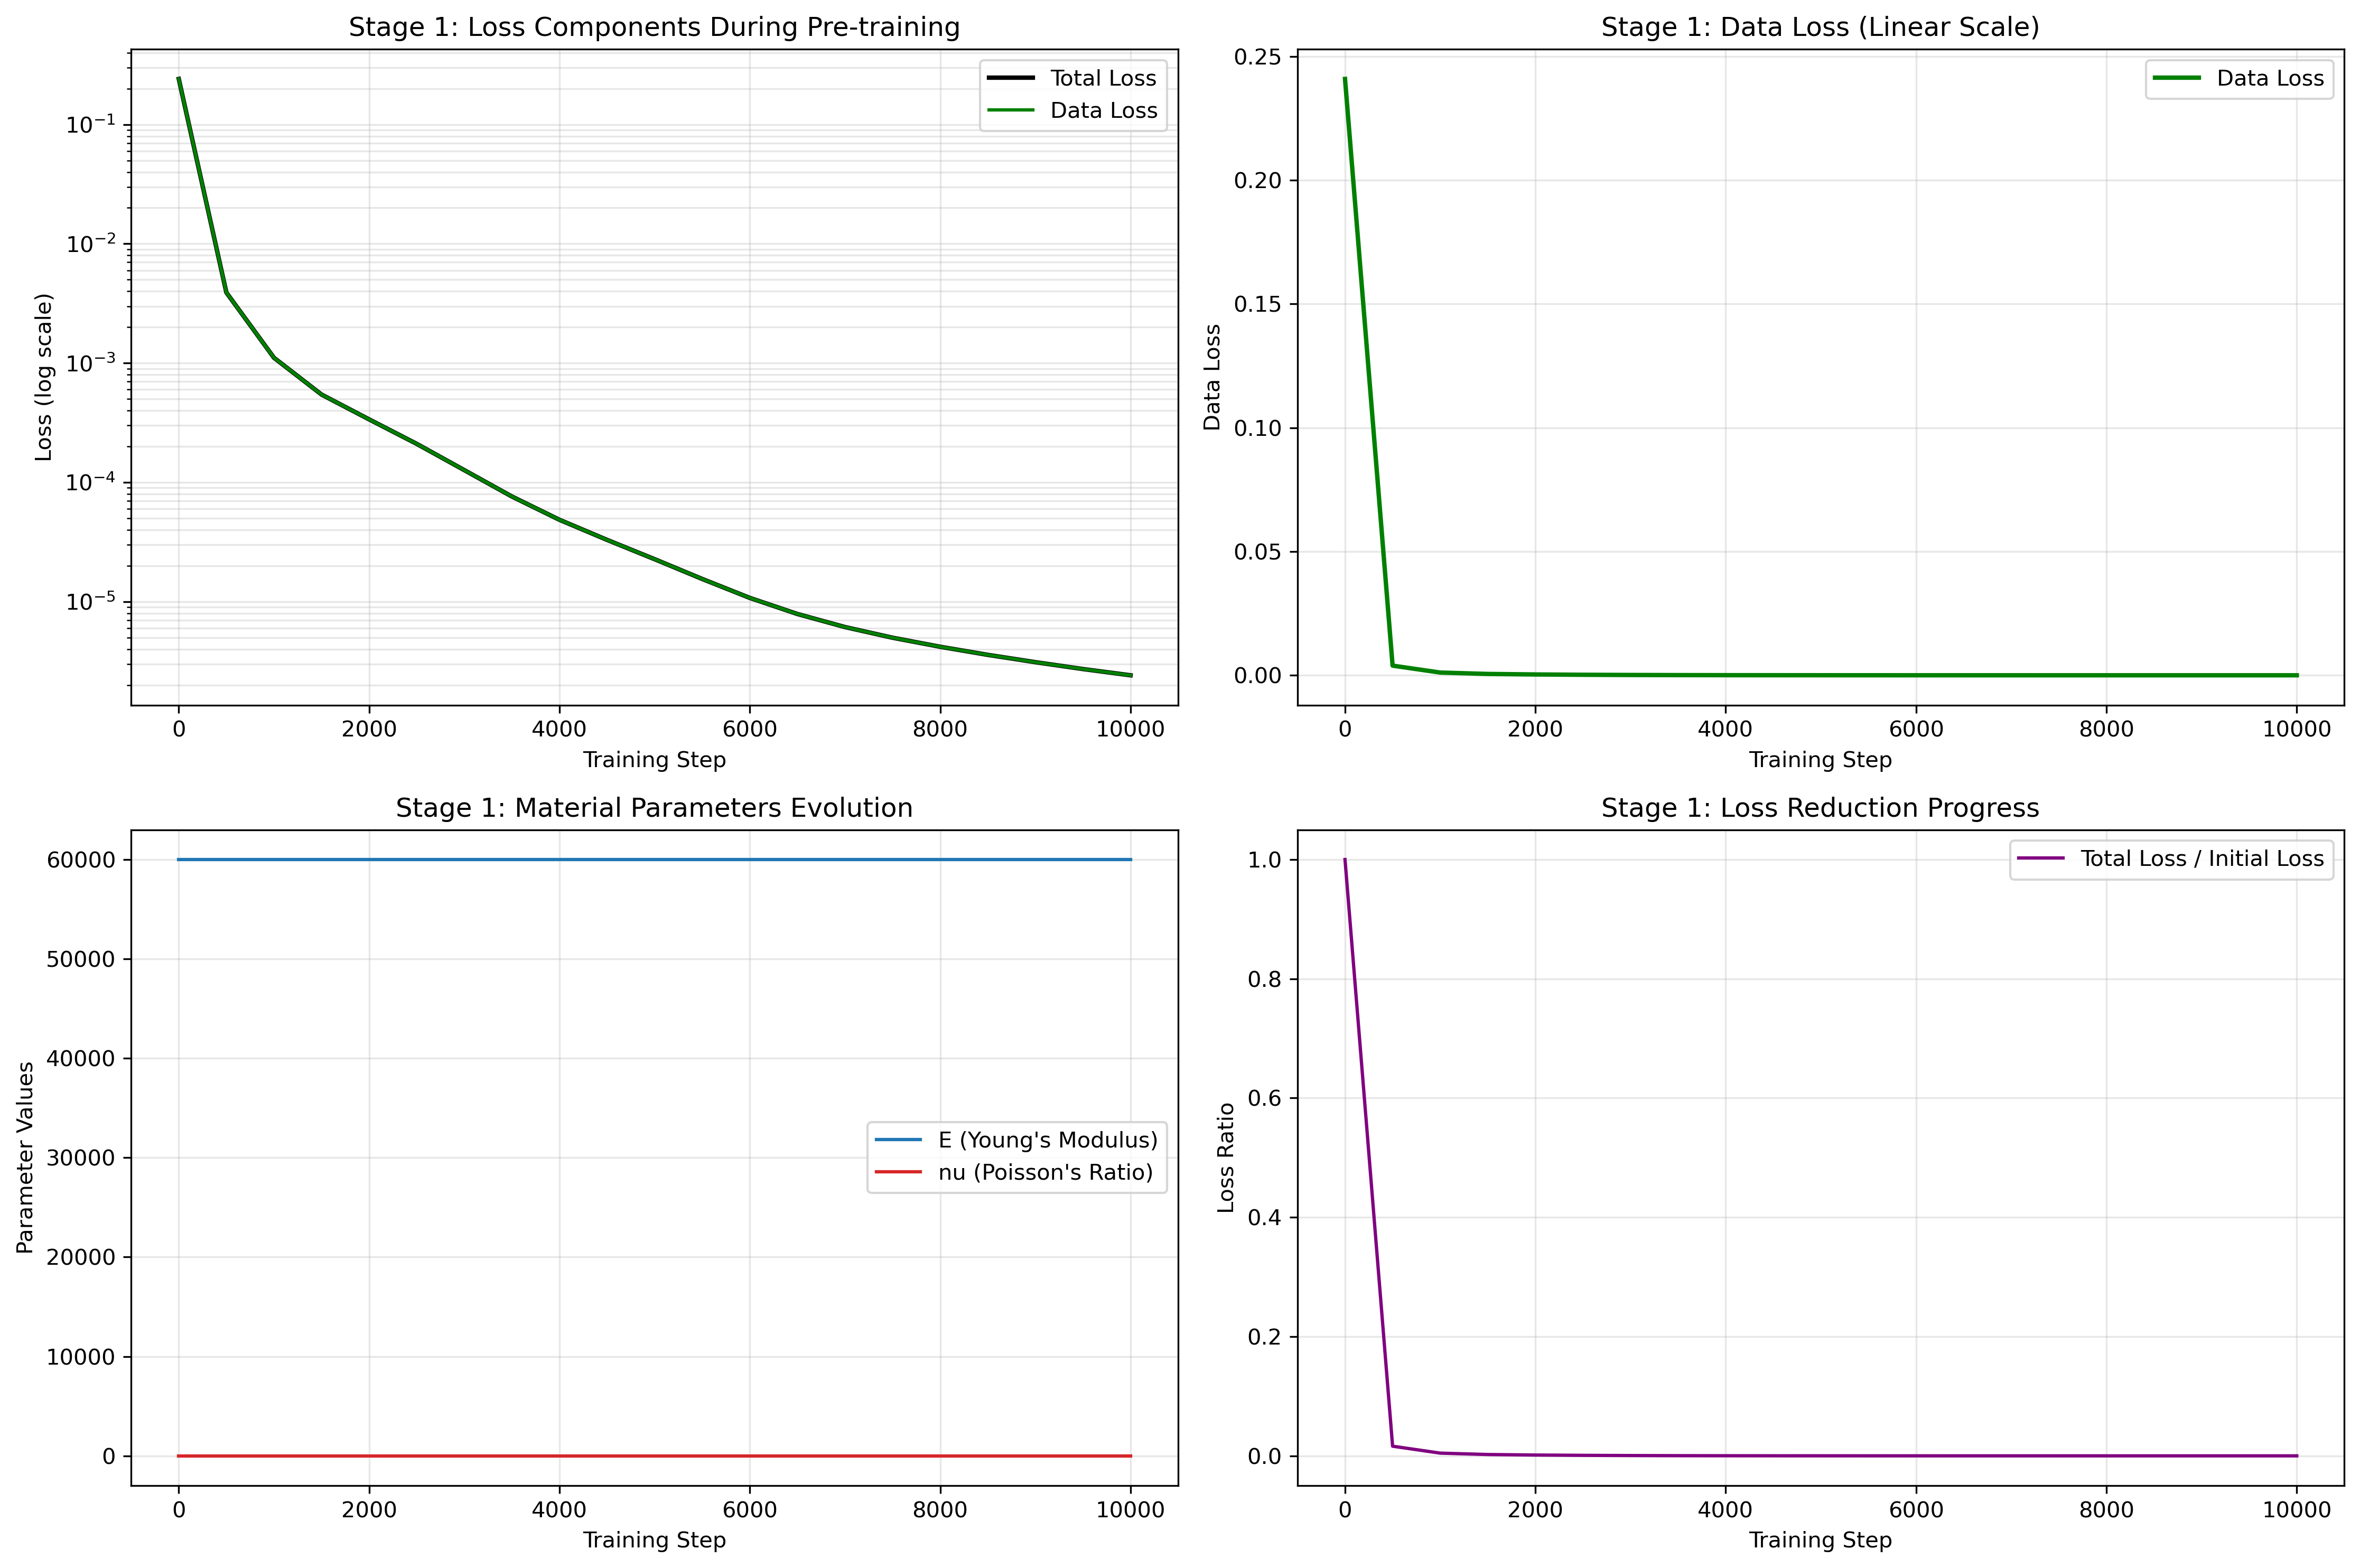 Stage 1: Loss Components During Pre-training
Loss (log scale)
10⁻¹
10⁻²
10⁻³
10⁻⁴
10⁻⁵
Total Loss
Data Loss
0 2000 4000 6000 8000 10000
Training Step
Stage 1: Data Loss (Linear Scale)
Data Loss
0.25
0.20
0.15
0.10
0.05
0.00
Data Loss
0 2000 4000 6000 8000 10000
Training Step
Stage 1: Material Parameters Evolution
Parameter Values
60000
50000
40000
30000
20000
10000
0
E (Young's Modulus)
nu (Poisson's Ratio)
0 2000 4000 6000 8000 10000
Training Step
Stage 1: Loss Reduction Progress
Loss Ratio
1.0
0.8
0.6
0.4
0.2
0.0
Total Loss / Initial Loss
0 2000 4000 6000 8000 10000
Training Step